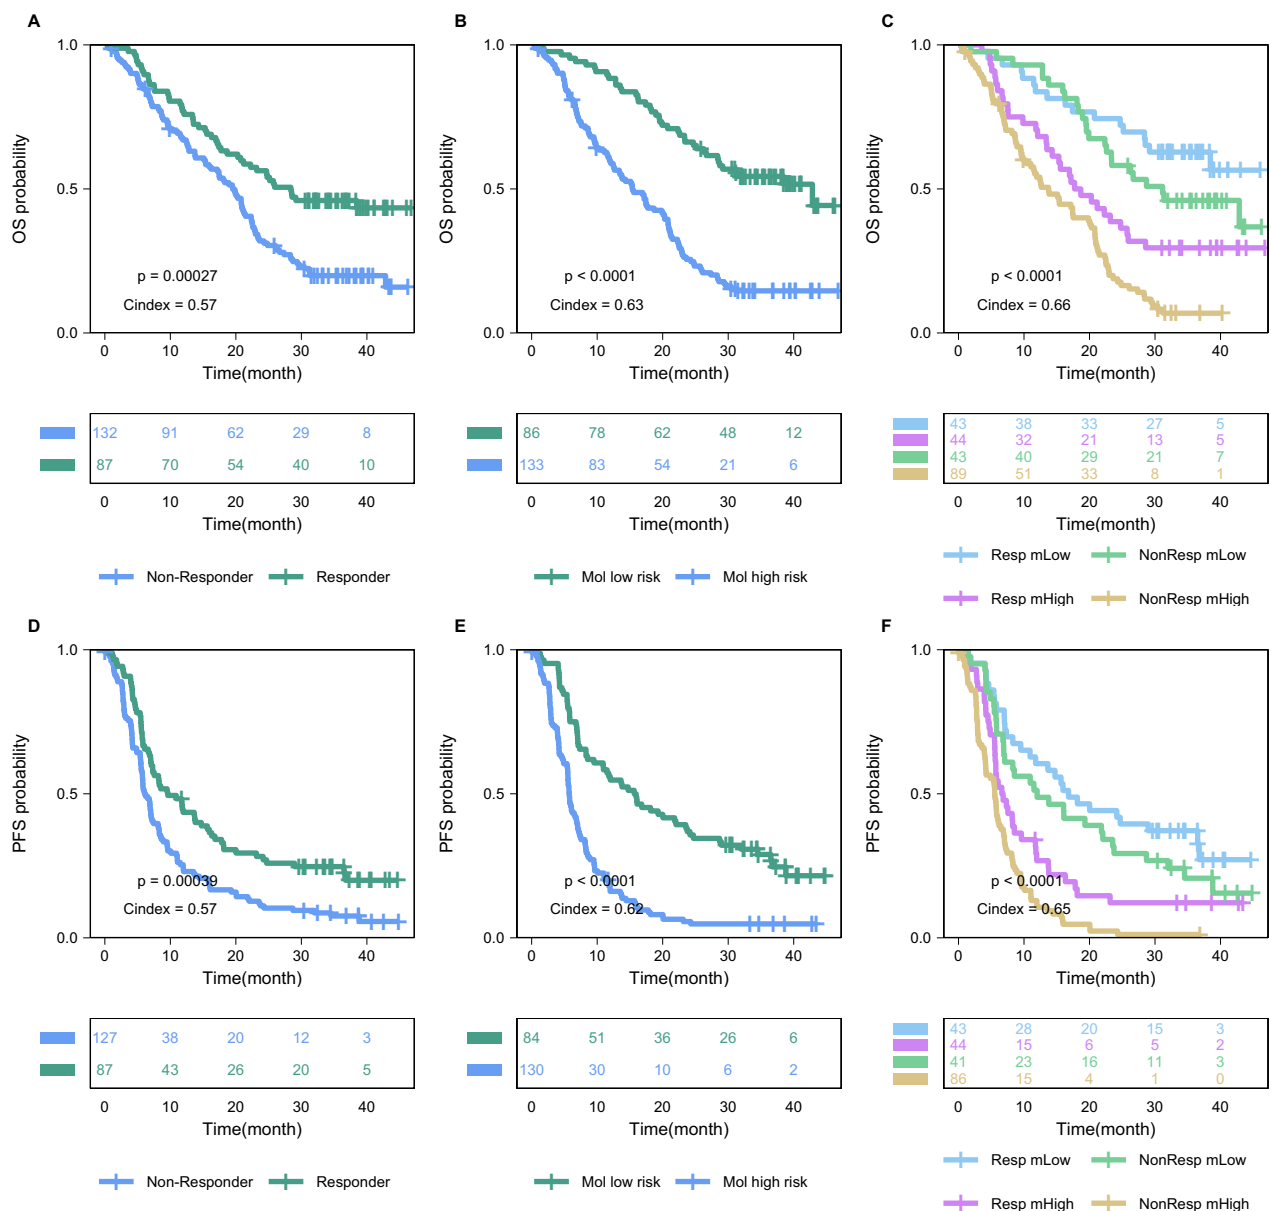 A
1.0
0.5
0.0
OS probability
p = 0.00027
Cindex = 0.57
0 10 20 30 40
Time(month)
132 91 62 29 8
87 70 54 40 10
0 10 20 30 40
Time(month)
Non-Responder Responder
B
1.0
0.5
0.0
OS probability
p < 0.0001
Cindex = 0.63
0 10 20 30 40
Time(month)
86 78 62 48 12
133 83 54 21 6
0 10 20 30 40
Time(month)
Mol low risk Mol high risk
C
1.0
0.5
0.0
OS probability
p < 0.0001
Cindex = 0.66
0 10 20 30 40
Time(month)
43 38 33 27 5
44 32 21 13 5
43 40 29 21 7
89 51 33 8 1
0 10 20 30 40
Time(month)
Resp mLow NonResp mLow
Resp mHigh NonResp mHigh
D
1.0
0.5
0.0
PFS probability
p = 0.00039
Cindex = 0.57
0 10 20 30 40
Time(month)
127 38 20 12 3
87 43 26 20 5
0 10 20 30 40
Time(month)
Non-Responder Responder
E
1.0
0.5
0.0
PFS probability
p < 0.0001
Cindex = 0.62
0 10 20 30 40
Time(month)
84 51 36 26 6
130 30 10 6 2
0 10 20 30 40
Time(month)
Mol low risk Mol high risk
F
1.0
0.5
0.0
PFS probability
p < 0.0001
Cindex = 0.65
0 10 20 30 40
Time(month)
43 28 20 15 3
44 15 6 5 2
41 23 16 11 3
86 15 4 1 0
0 10 20 30 40
Time(month)
Resp mLow NonResp mLow
Resp mHigh NonResp mHigh